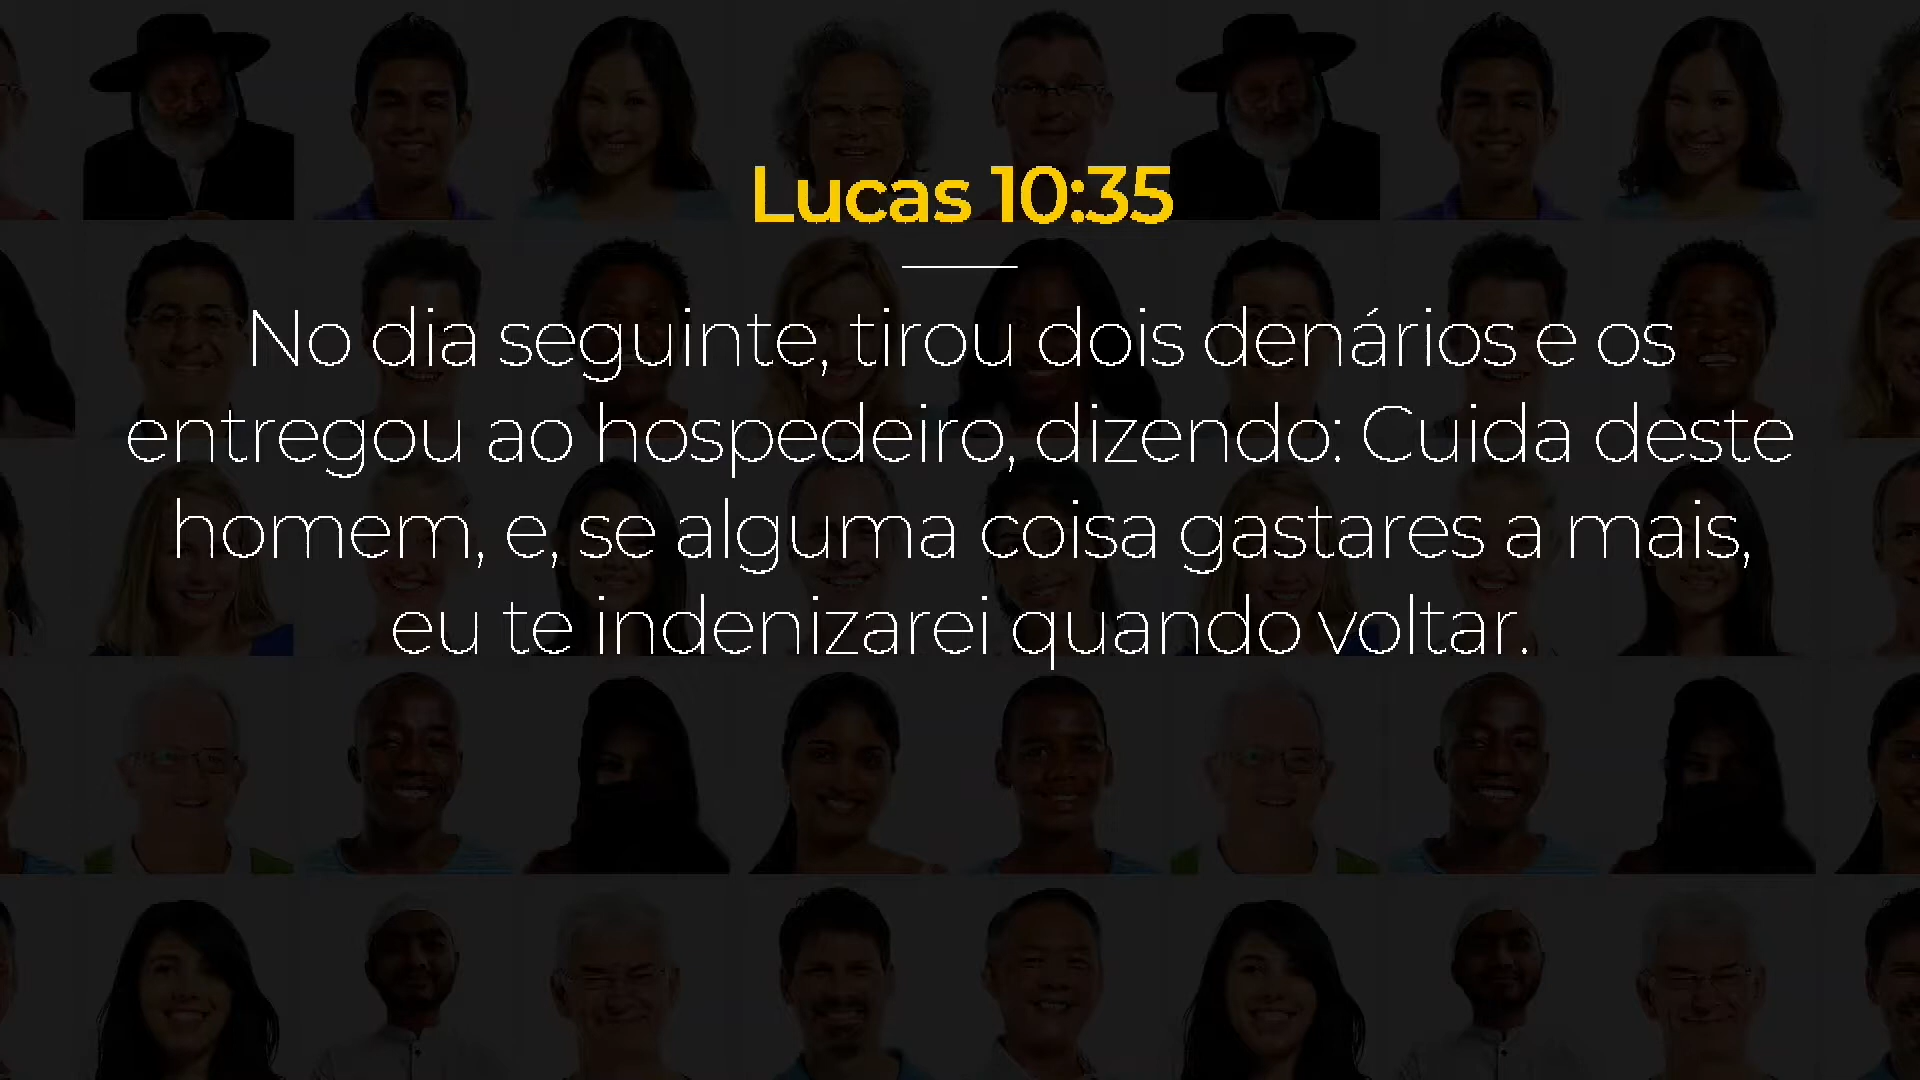 Lucas 10:35
No dia seguinte, tirou dois denários e os
entregou ao hospedeiro, dizendo: Cuida deste
homem, e, se alguma coisa gastares a mais,
eu te indenizarei quando voltar.